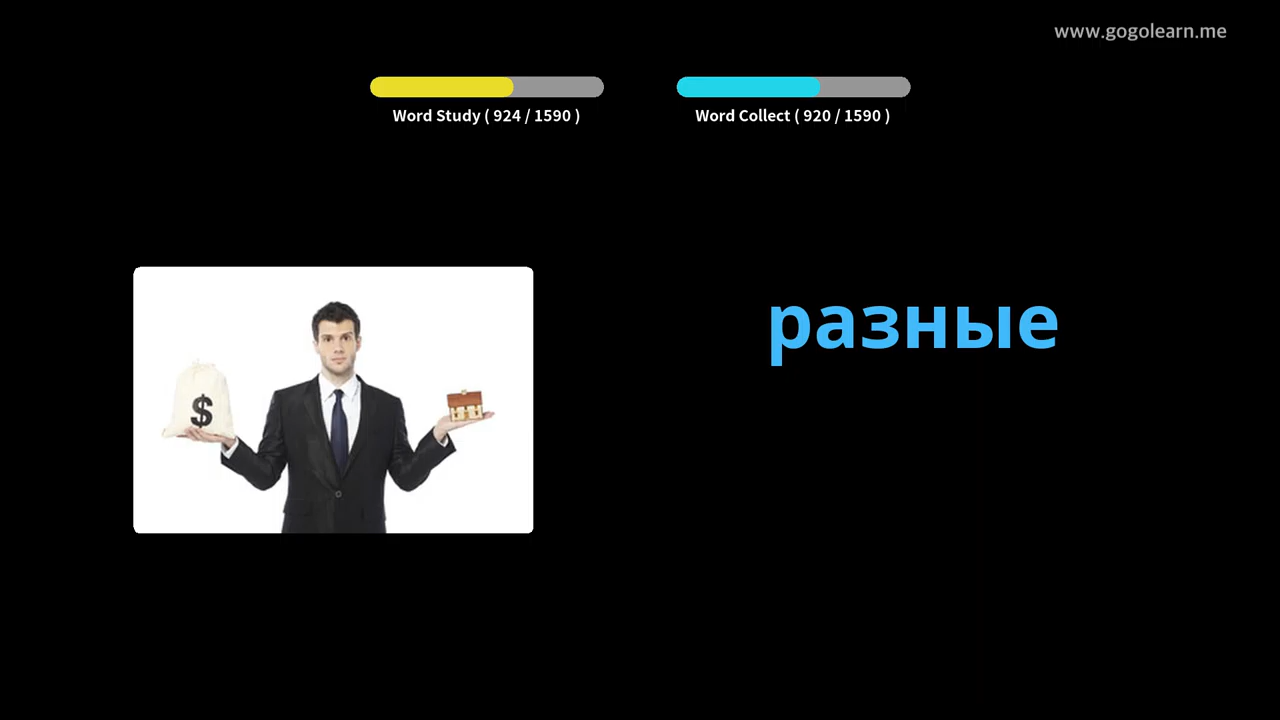 www.gogolearn.me
Word Study ( 924 / 1590 )
Word Collect ( 920 / 1590 )
разные
$